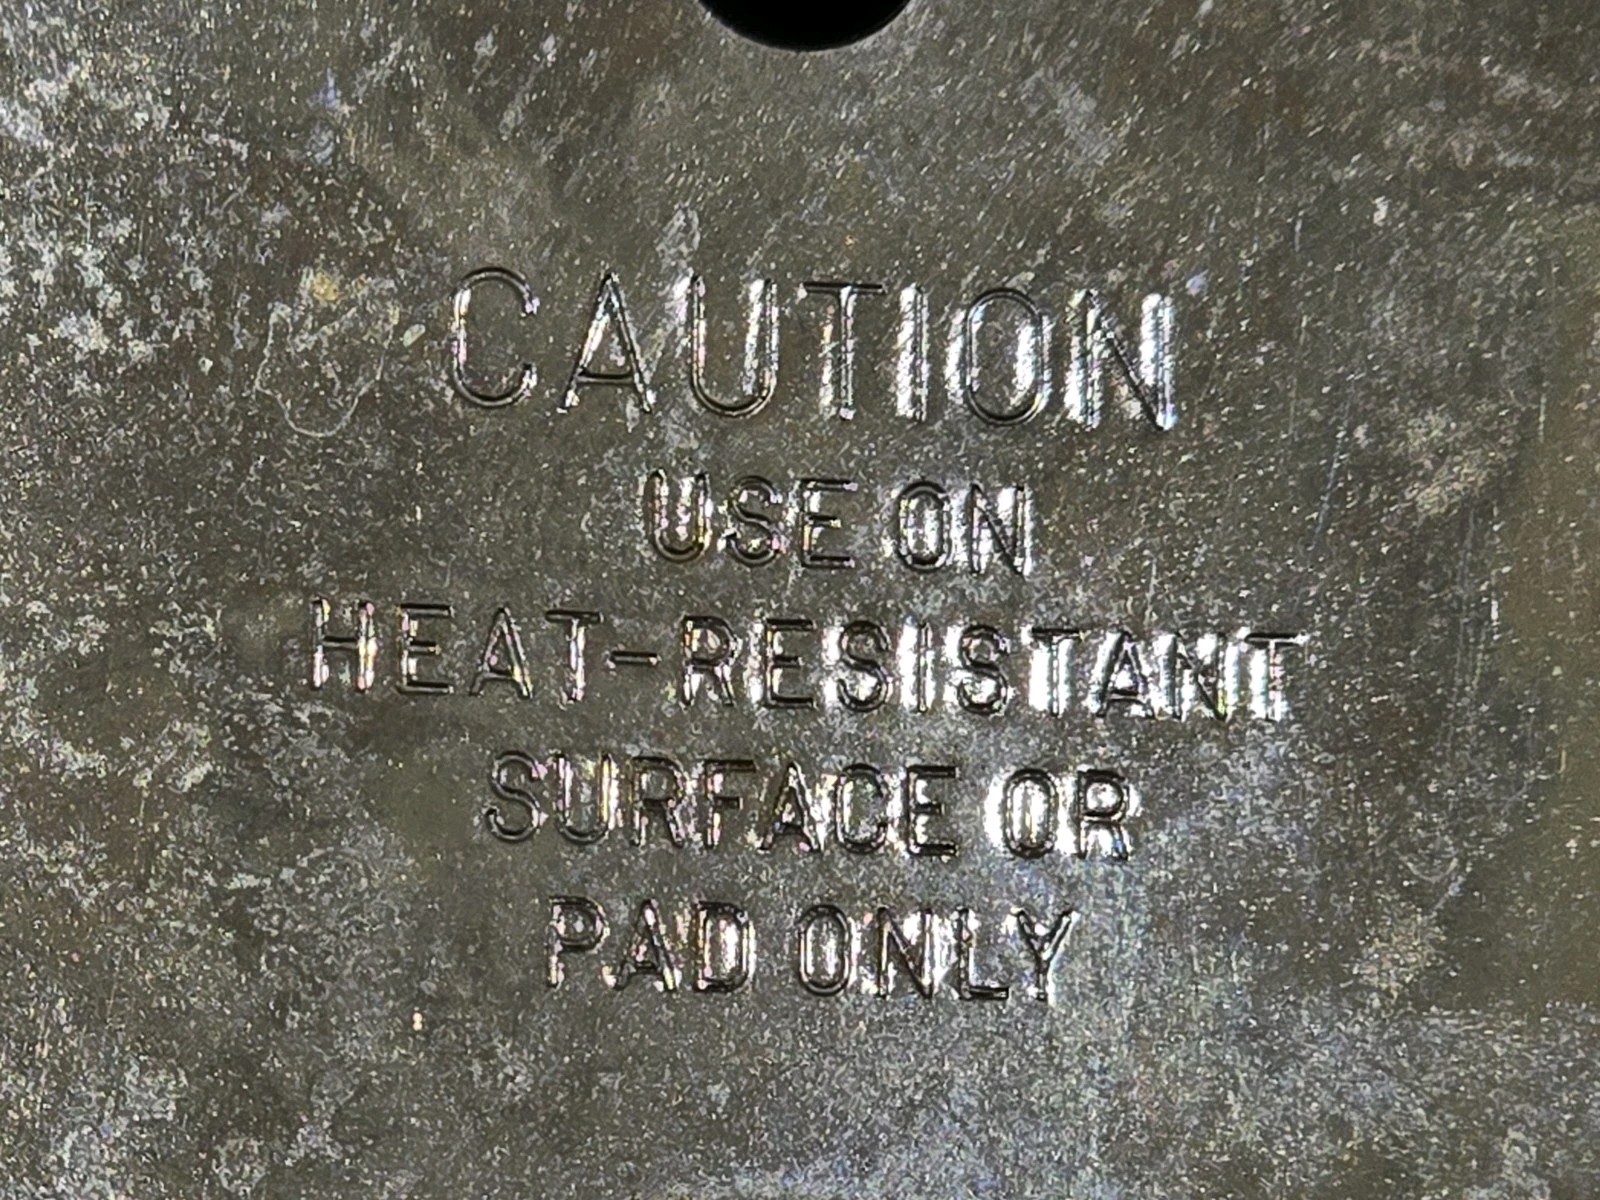 CAUTION
USE ON
HEAT-RESISTANT
SURFACE OR
PAD ONLY